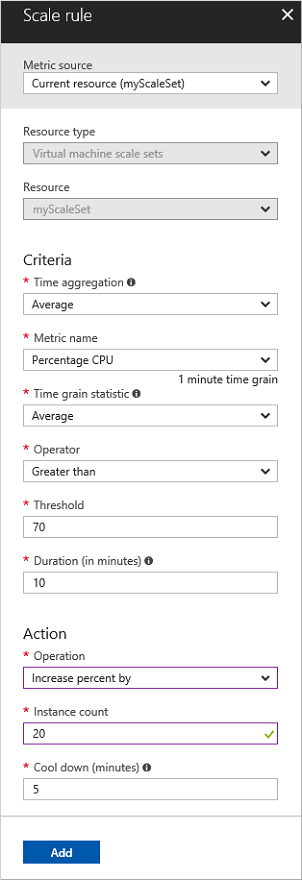 Scale rule
Metric source
Current resource (myScaleSet)
Resource type
Virtual machine scale sets
Resource
myScaleSet
Criteria
* Time aggregation
Average
* Metric name
Percentage CPU
1 minute time grain
* Time grain statistic
Average
* Operator
Greater than
* Threshold
70
* Duration (in minutes)
10
Action
* Operation
Increase percent by
* Instance count
20
* Cool down (minutes)
5
Add